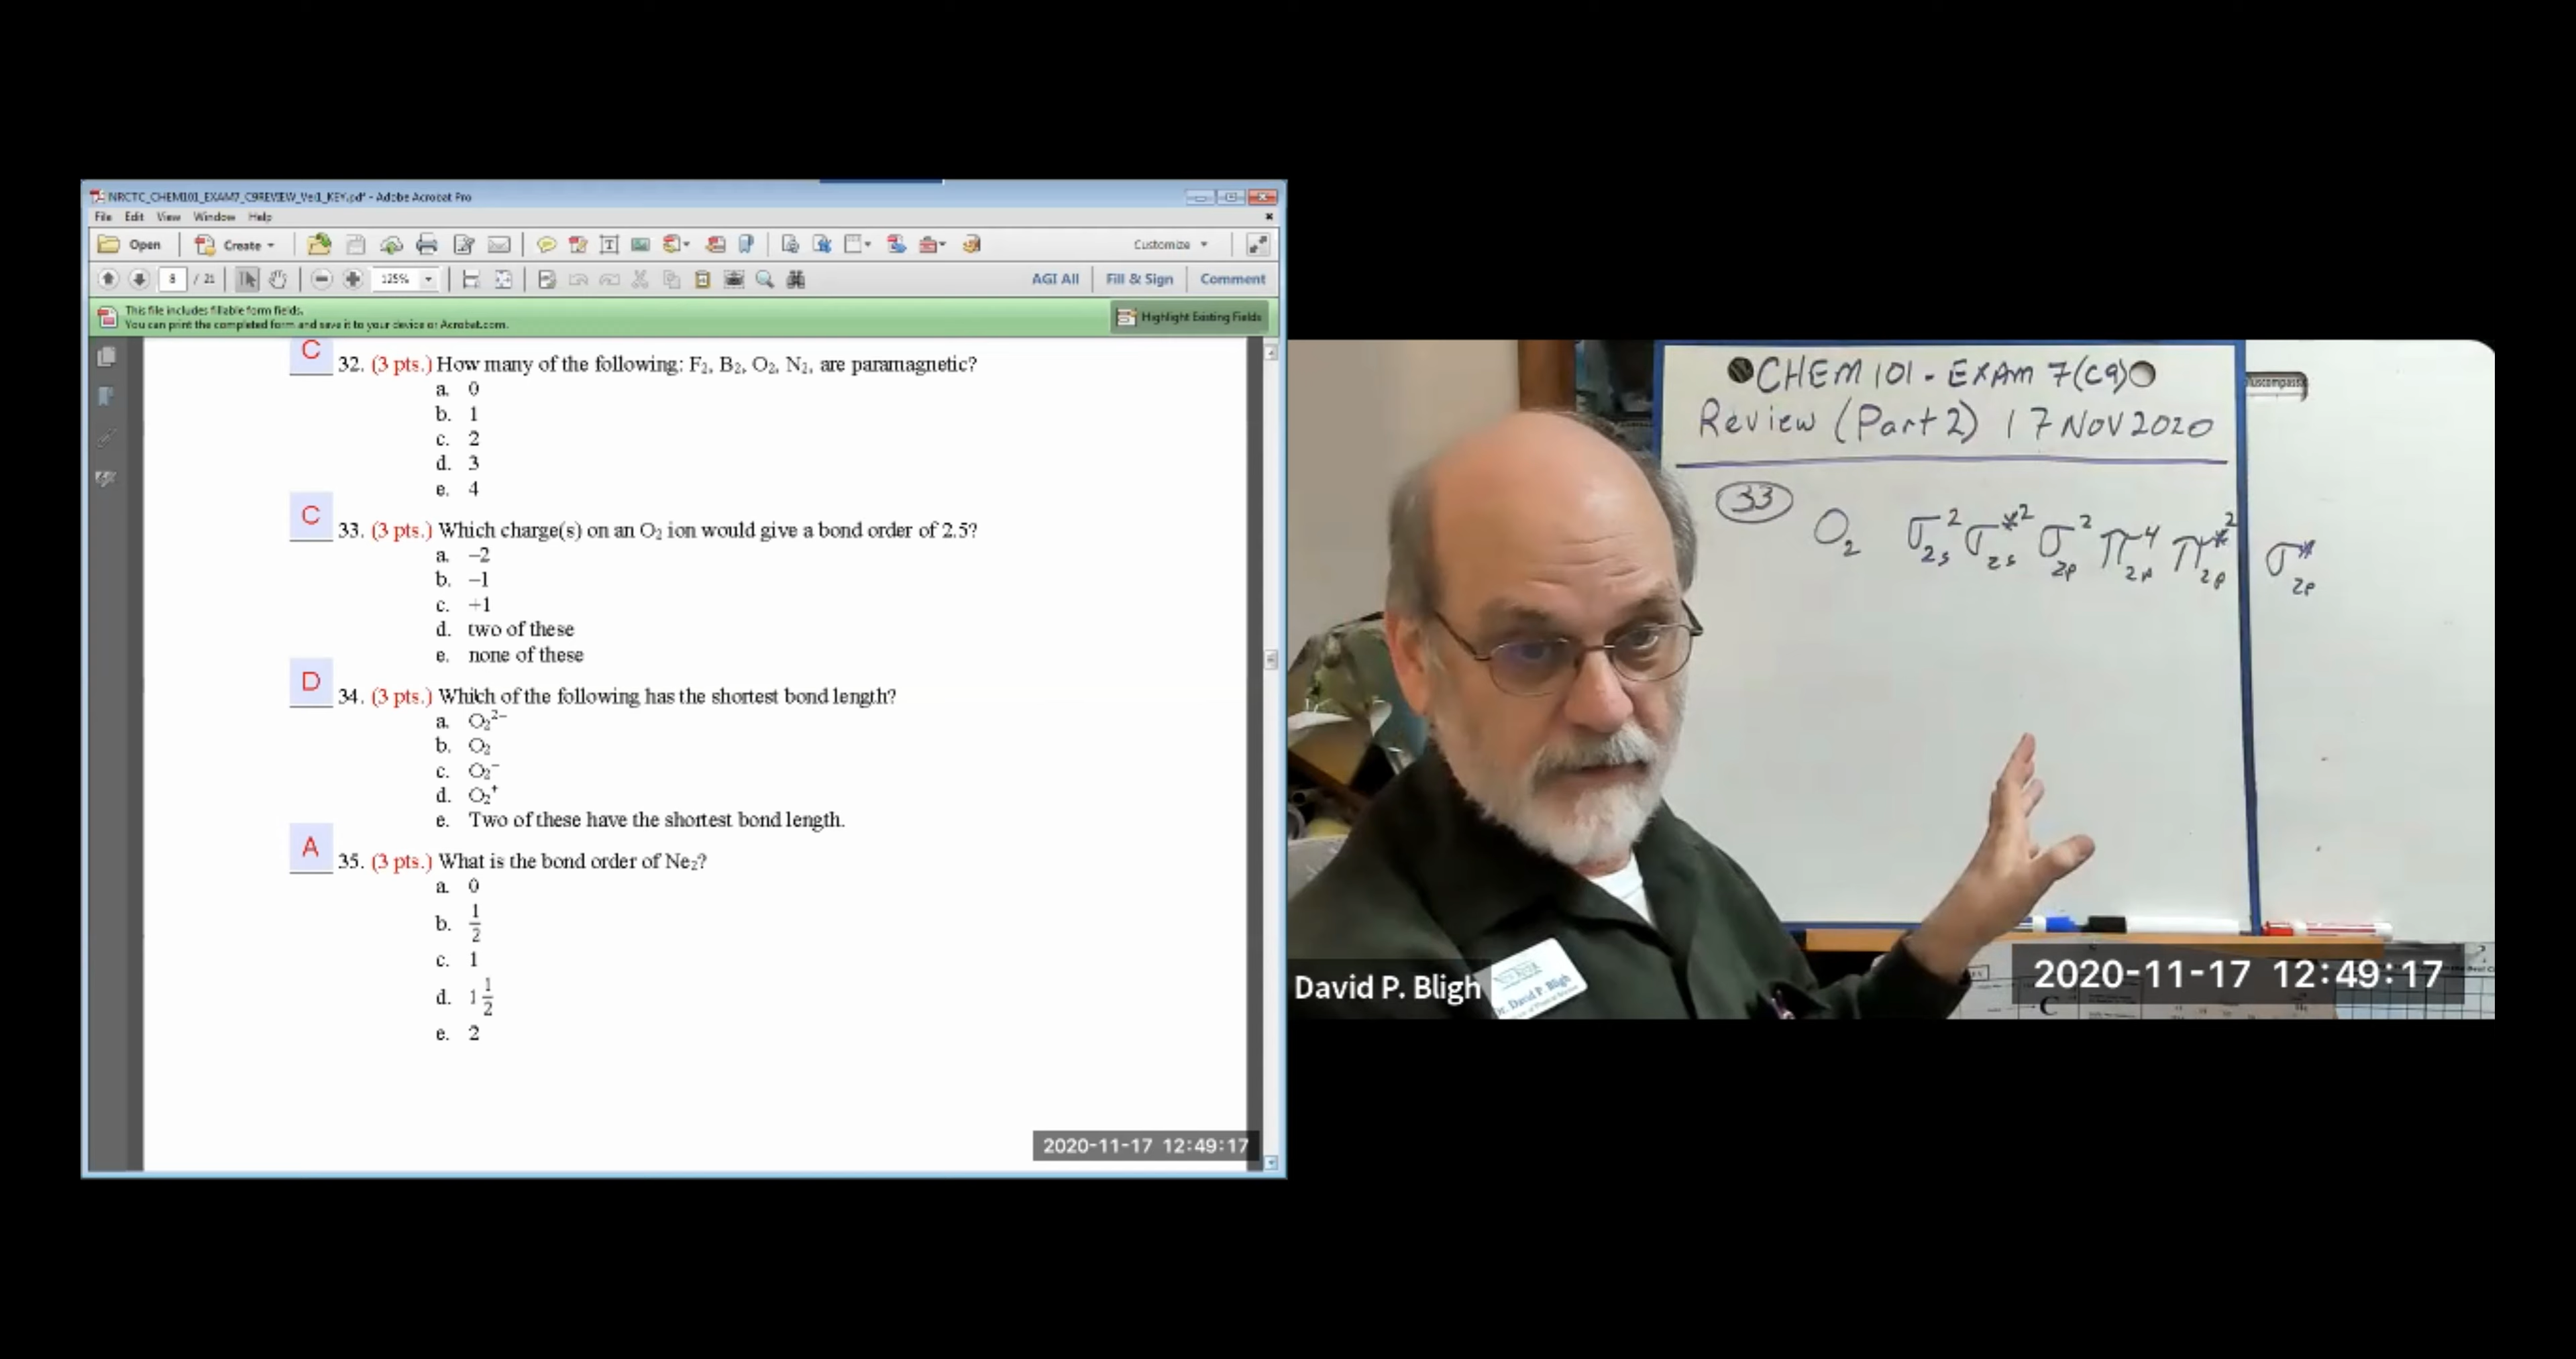 NRCTC_CHEM101_EXAM7_C9REVIEW_Ver1_KEY.pdf* - Adobe Acrobat Pro
File Edit View Window Help
Open Create Customize
8 / 21 125% AGI All Fill & Sign Comment
This file includes fillable form fields.
You can print the completed form and save it to your device or Acrobat.com.
Highlight Existing Fields
C 32. (3 pts.) How many of the following: F₂, B₂, O₂, N₂, are paramagnetic?
a. 0
b. 1
c. 2
d. 3
e. 4
C 33. (3 pts.) Which charge(s) on an O₂ ion would give a bond order of 2.5?
a. –2
b. –1
c. +1
d. two of these
e. none of these
D 34. (3 pts.) Which of the following has the shortest bond length?
a. O₂²⁻
b. O₂
c. O₂⁻
d. O₂⁺
e. Two of these have the shortest bond length.
A 35. (3 pts.) What is the bond order of Ne₂?
a. 0
b. 1/2
c. 1
d. 1 1/2
e. 2
2020-11-17 12:49:17
CHEM 101 - EXAM 7 (C9)
Review (Part 2) 17 NOV 2020
33 O₂ σ₂ₛ² σ₂ₛ*² σ₂ₚ² π₂ₚ⁴ π₂ₚ*² σ₂ₚ*
David P. Bligh
Dr. David P. Bligh
C
2020-11-17 12:49:17